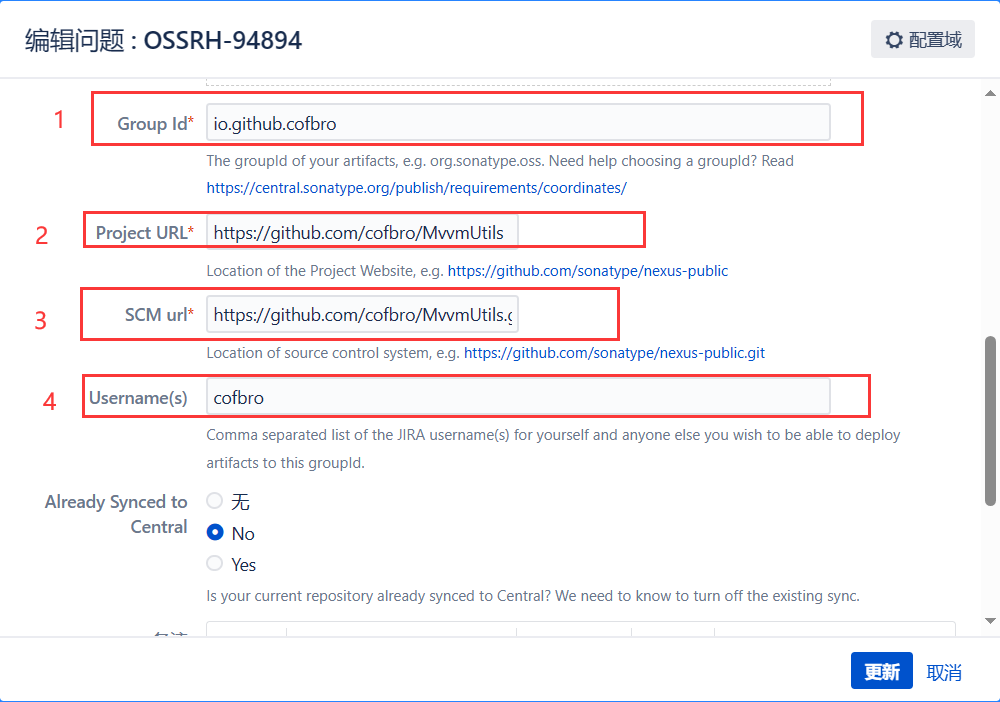 编辑问题 : OSSRH-94894
配置域
1
Group Id*
io.github.cofbro
The groupId of your artifacts, e.g. org.sonatype.oss. Need help choosing a groupId? Read
https://central.sonatype.org/publish/requirements/coordinates/
2
Project URL*
https://github.com/cofbro/MvvmUtils
Location of the Project Website, e.g. https://github.com/sonatype/nexus-public
3
SCM url*
https://github.com/cofbro/MvvmUtils.g
Location of source control system, e.g. https://github.com/sonatype/nexus-public.git
4
Username(s)
cofbro
Comma separated list of the JIRA username(s) for yourself and anyone else you wish to be able to deploy
artifacts to this groupId.
Already Synced to
Central
无
No
Yes
Is your current repository already synced to Central? We need to know to turn off the existing sync.
更新
取消